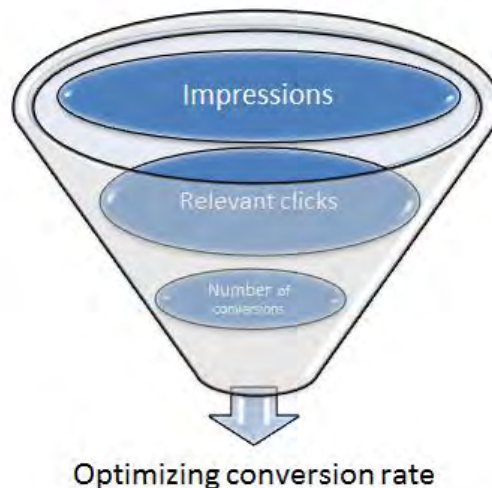 Impressions
Relevant clicks
Number of
conversions
Optimizing conversion rate